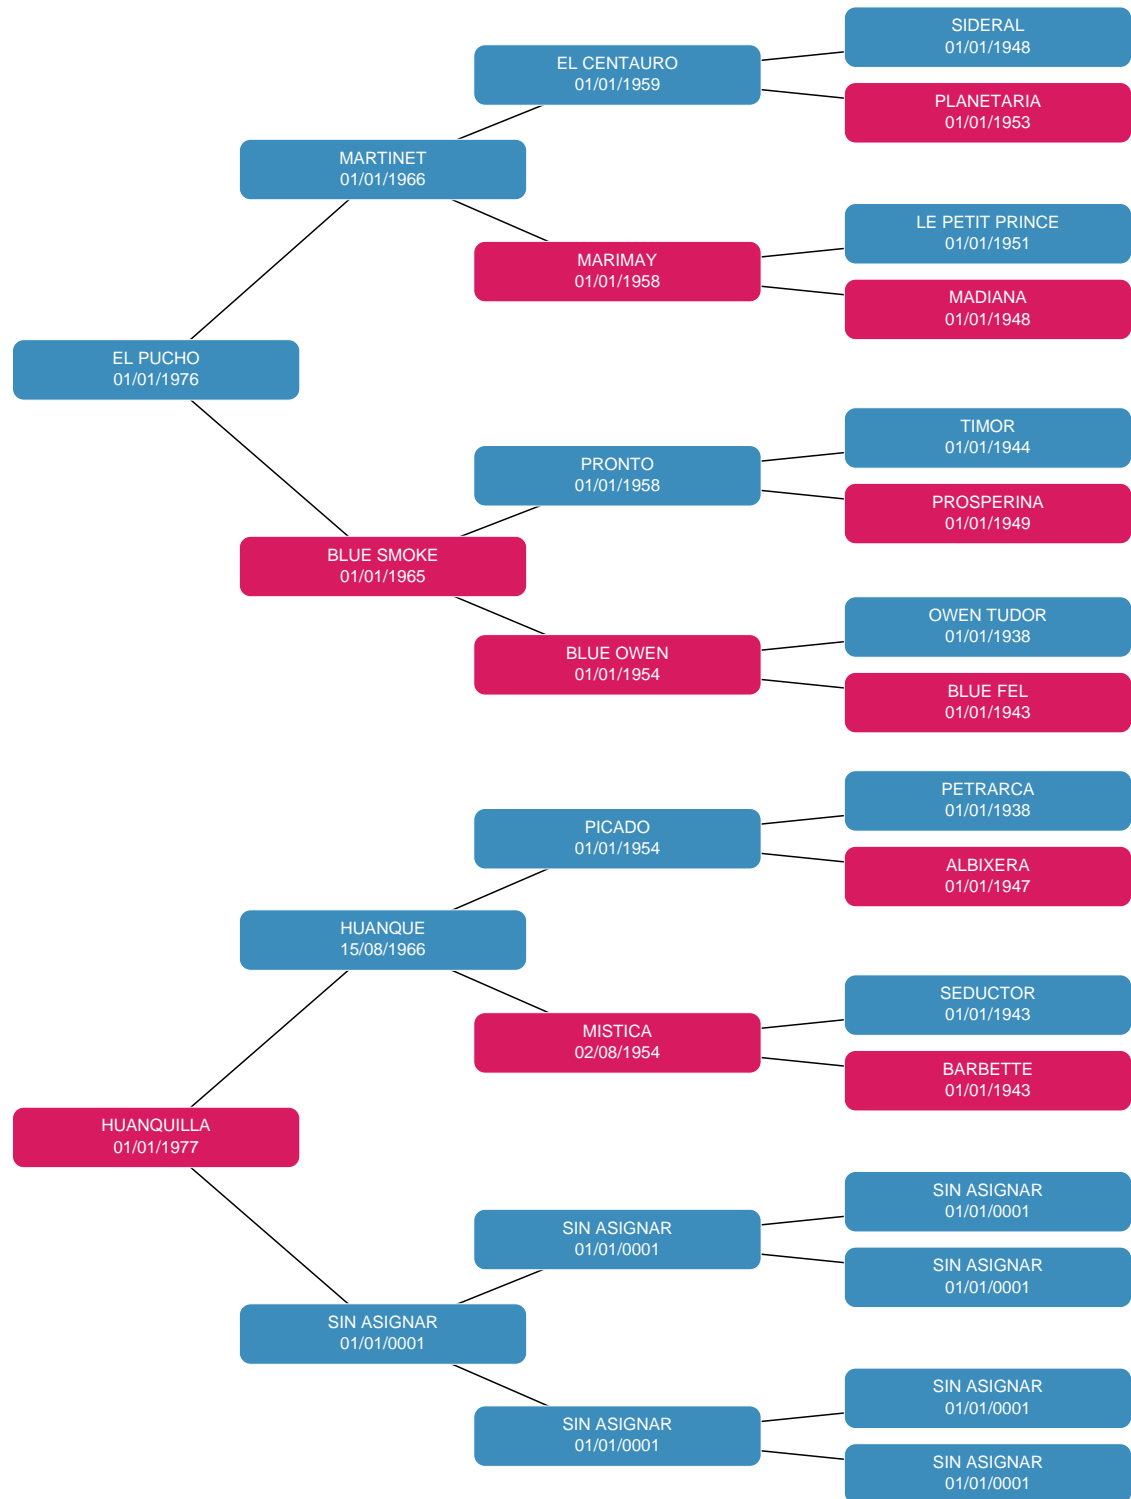 SIDERAL
01/01/1948
EL CENTAURO
01/01/1959
PLANETARIA
01/01/1953
MARTINET
01/01/1966
LE PETIT PRINCE
01/01/1951
MARIMAY
01/01/1958
MADIANA
01/01/1948
EL PUCHO
01/01/1976
TIMOR
01/01/1944
PRONTO
01/01/1958
PROSPERINA
01/01/1949
BLUE SMOKE
01/01/1965
OWEN TUDOR
01/01/1938
BLUE OWEN
01/01/1954
BLUE FEL
01/01/1943
PETRARCA
01/01/1938
PICADO
01/01/1954
ALBIXERA
01/01/1947
HUANQUE
15/08/1966
SEDUCTOR
01/01/1943
MISTICA
02/08/1954
BARBETTE
01/01/1943
HUANQUILLA
01/01/1977
SIN ASIGNAR
01/01/0001
SIN ASIGNAR
01/01/0001
SIN ASIGNAR
01/01/0001
SIN ASIGNAR
01/01/0001
SIN ASIGNAR
01/01/0001
SIN ASIGNAR
01/01/0001
SIN ASIGNAR
01/01/0001